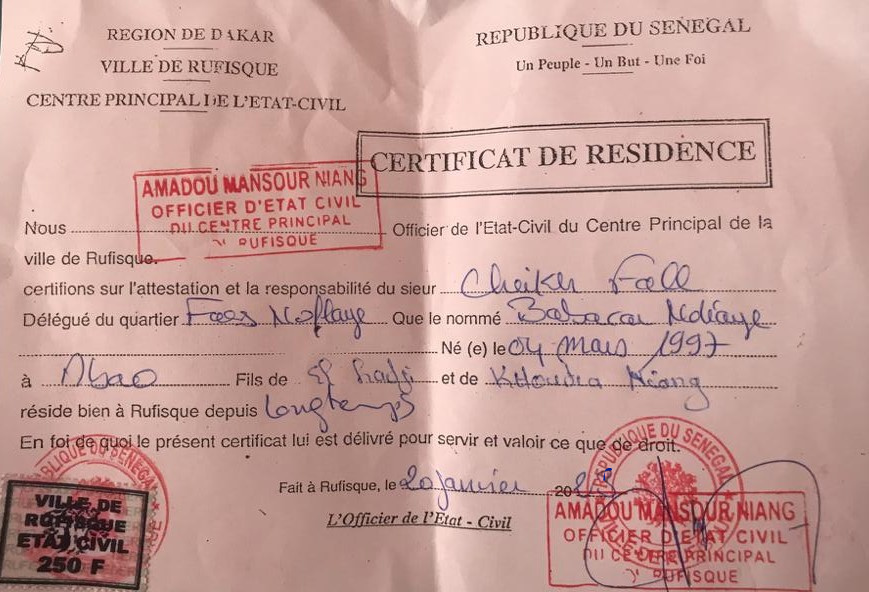 REGION DE DAKAR
VILLE DE RUFISQUE
CENTRE PRINCIPAL DE L'ETAT-CIVIL
REPUBLIQUE DU SENEGAL
Un Peuple - Un But - Une Foi
CERTIFICAT DE RESIDENCE
AMADOU MANSOUR NIANG
OFFICIER D'ETAT CIVIL
DU CENTRE PRINCIPAL
RUFISQUE
Nous ........ Officier de l'Etat-Civil du Centre Principal de la
ville de Rufisque.
certifions sur l'attestation et la responsabilité du sieur Cheikh Fall
Délégué du quartier Fass Noflaye Que le nommé Babacar Ndiaye
Né (e) le 04 mars 1997
à Mbao Fils de El hadji et de Khoudia Niang
réside bien à Rufisque depuis longtemps
En foi de quoi le présent certificat lui est délivré pour servir et valoir ce que de droit.
Fait à Rufisque, le 20 janvier 20
L'Officier de l'Etat - Civil
REPUBLIQUE DU SENEGAL
VILLE DE
RUFISQUE
ETAT CIVIL
250 F
REPUBLIQUE DU SENEGAL
AMADOU MANSOUR NIANG
OFFICIER D'ETAT CIVIL
DU CENTRE PRINCIPAL
RUFISQUE